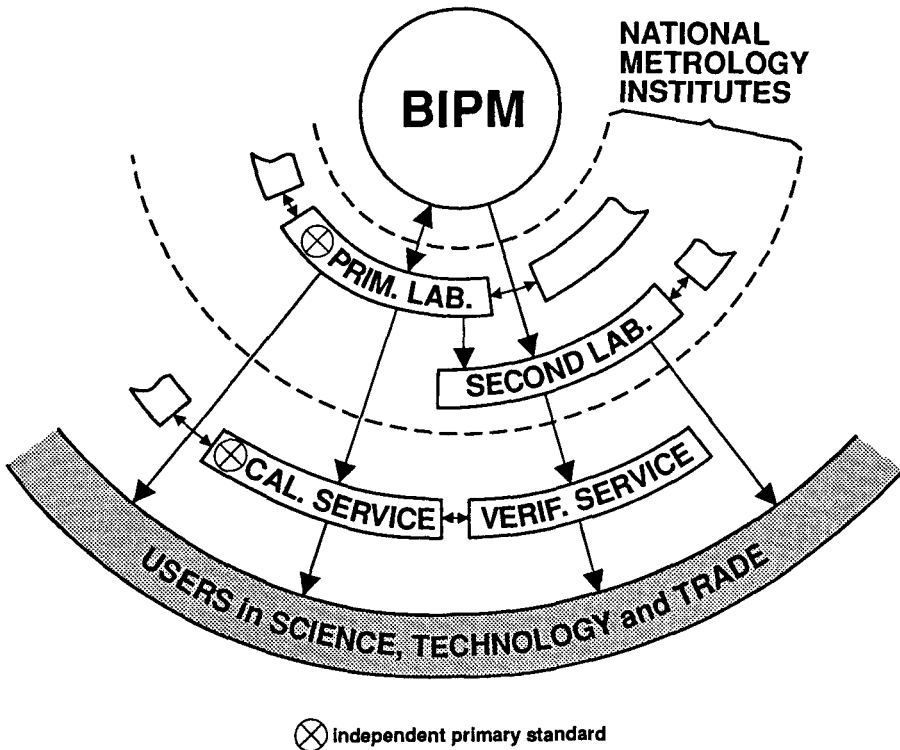 BIPM
NATIONAL
METROLOGY
INSTITUTES
PRIM. LAB.
SECOND LAB.
CAL. SERVICE
VERIF. SERVICE
USERS in SCIENCE, TECHNOLOGY and TRADE
independent primary standard